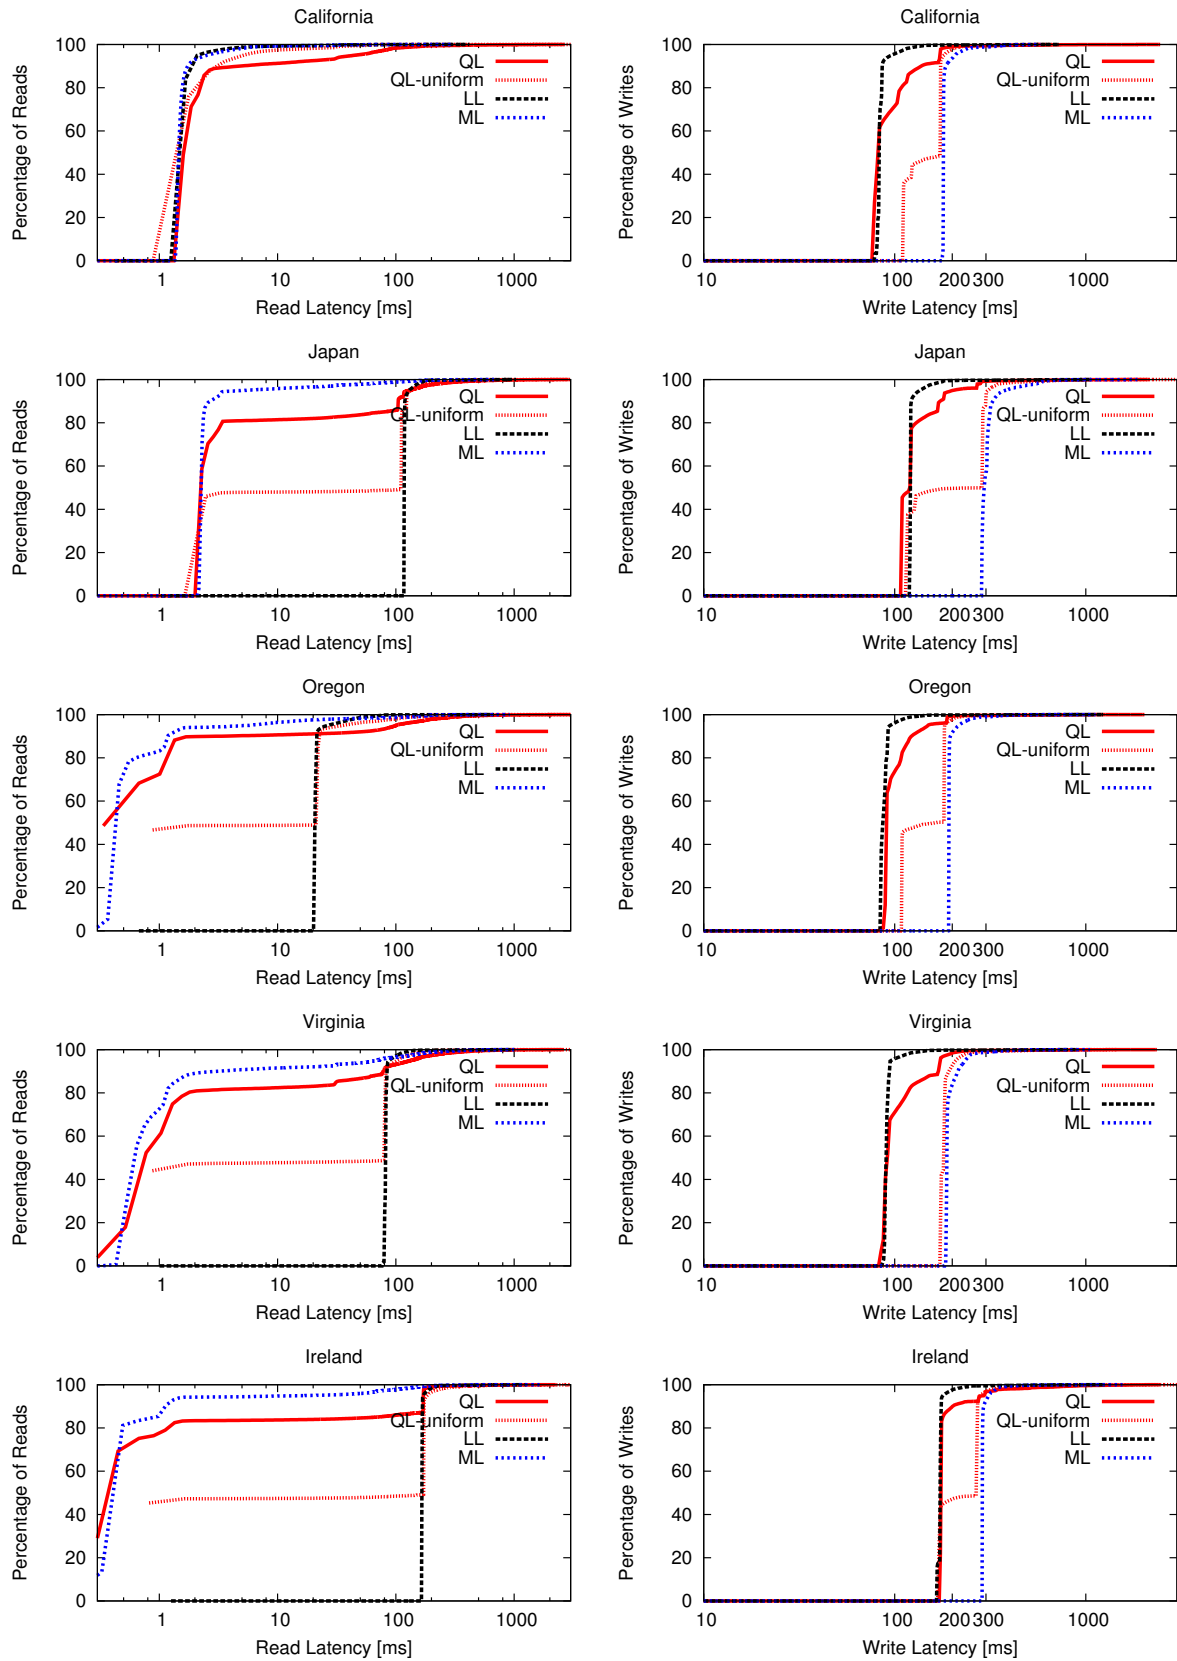 California
Percentage of Reads
100
80
60
40
20
0
1
10
100
1000
Read Latency [ms]
QL
QL-uniform
LL
ML
California
Percentage of Writes
100
80
60
40
20
0
10
100
200
300
1000
Write Latency [ms]
QL
QL-uniform
LL
ML
Japan
Percentage of Reads
100
80
60
40
20
0
1
10
100
1000
Read Latency [ms]
QL
QL-uniform
LL
ML
Japan
Percentage of Writes
100
80
60
40
20
0
10
100
200
300
1000
Write Latency [ms]
QL
QL-uniform
LL
ML
Oregon
Percentage of Reads
100
80
60
40
20
0
1
10
100
1000
Read Latency [ms]
QL
QL-uniform
LL
ML
Oregon
Percentage of Writes
100
80
60
40
20
0
10
100
200
300
1000
Write Latency [ms]
QL
QL-uniform
LL
ML
Virginia
Percentage of Reads
100
80
60
40
20
0
1
10
100
1000
Read Latency [ms]
QL
QL-uniform
LL
ML
Virginia
Percentage of Writes
100
80
60
40
20
0
10
100
200
300
1000
Write Latency [ms]
QL
QL-uniform
LL
ML
Ireland
Percentage of Reads
100
80
60
40
20
0
1
10
100
1000
Read Latency [ms]
QL
QL-uniform
LL
ML
Ireland
Percentage of Writes
100
80
60
40
20
0
10
100
200
300
1000
Write Latency [ms]
QL
QL-uniform
LL
ML